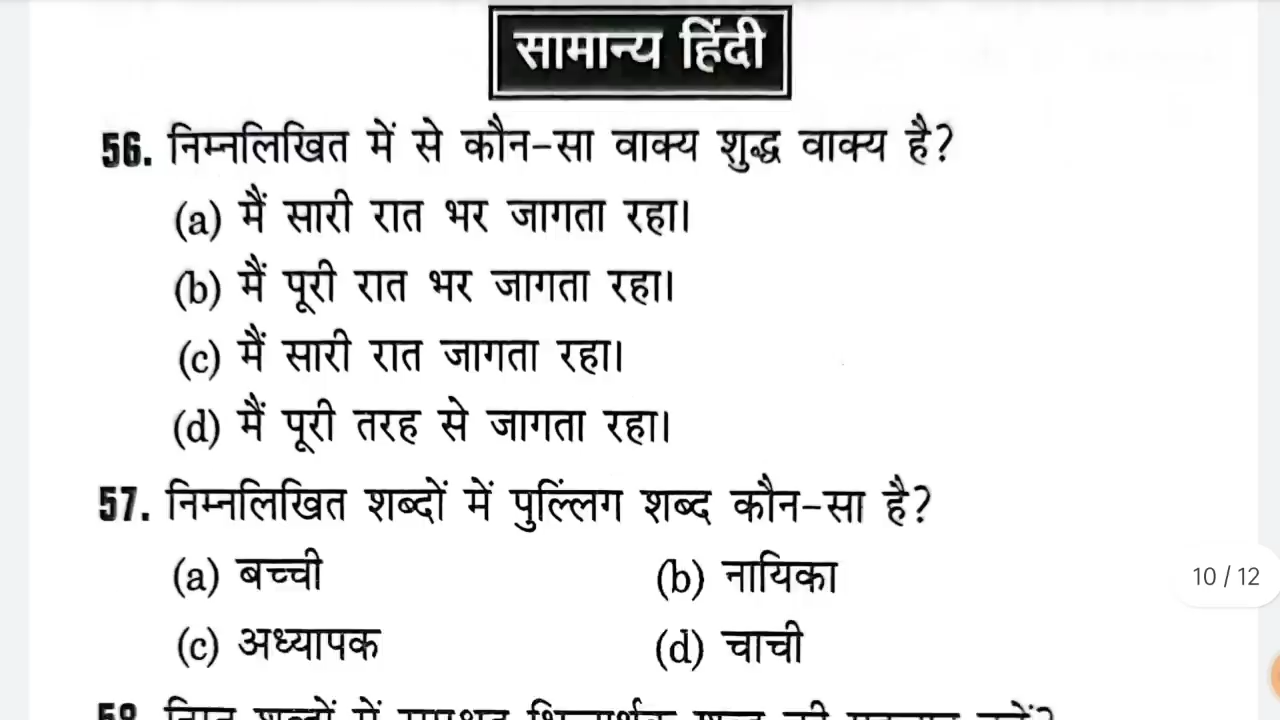 सामान्य हिंदी
56. निम्नलिखित में से कौन-सा वाक्य शुद्ध वाक्य है?
(a) मैं सारी रात भर जागता रहा।
(b) मैं पूरी रात भर जागता रहा।
(c) मैं सारी रात जागता रहा।
(d) मैं पूरी तरह से जागता रहा।
57. निम्नलिखित शब्दों में पुल्लिंग शब्द कौन-सा है?
(a) बच्ची (b) नायिका
10 / 12
(c) अध्यापक (d) चाची
58.